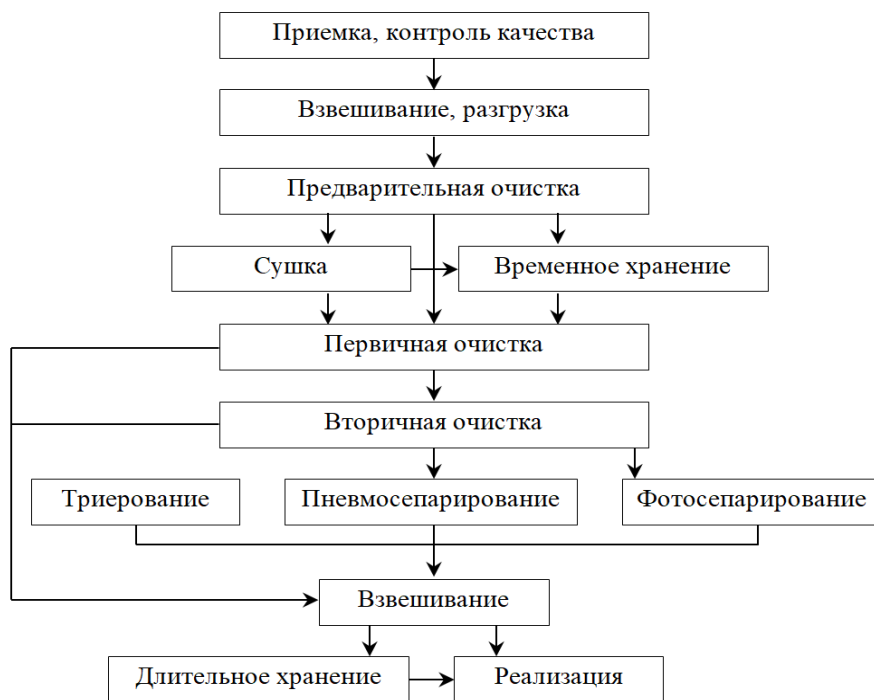 Приемка, контроль качества
Взвешивание, разгрузка
Предварительная очистка
Сушка
Временное хранение
Первичная очистка
Вторичная очистка
Триерование
Пневмосепарирование
Фотосепарирование
Взвешивание
Длительное хранение
Реализация